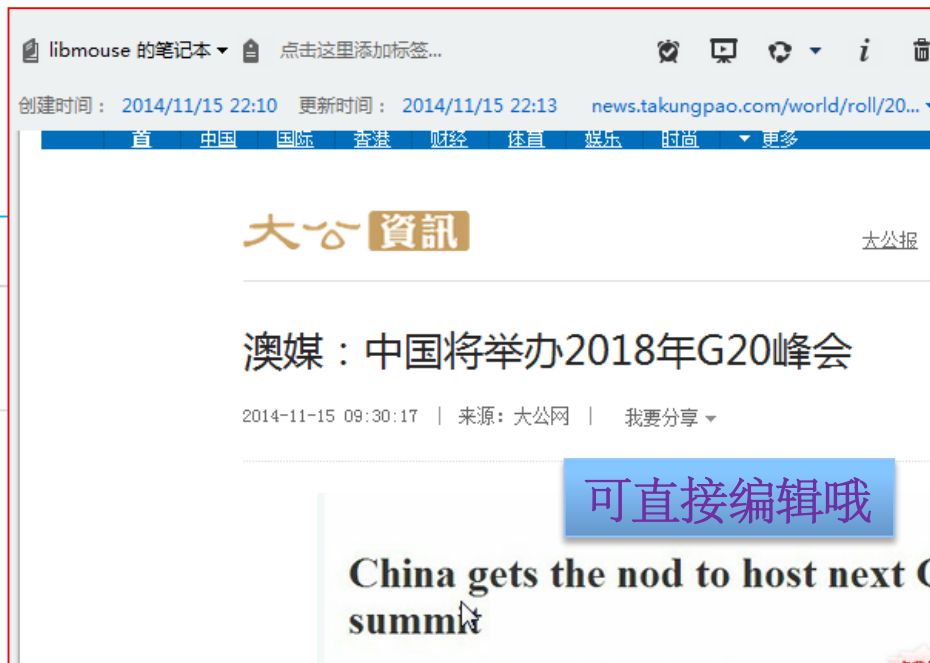 libmouse 的笔记本 点击这里添加标签...
创建时间： 2014/11/15 22:10 更新时间： 2014/11/15 22:13 news.takungpao.com/world/roll/20...
首 中国 国际 香港 财经 体育 娱乐 时尚 更多
大公資訊
大公报
澳媒：中国将举办2018年G20峰会
2014-11-15 09:30:17 | 来源: 大公网 | 我要分享
可直接编辑哦
China gets the nod to host next
summit